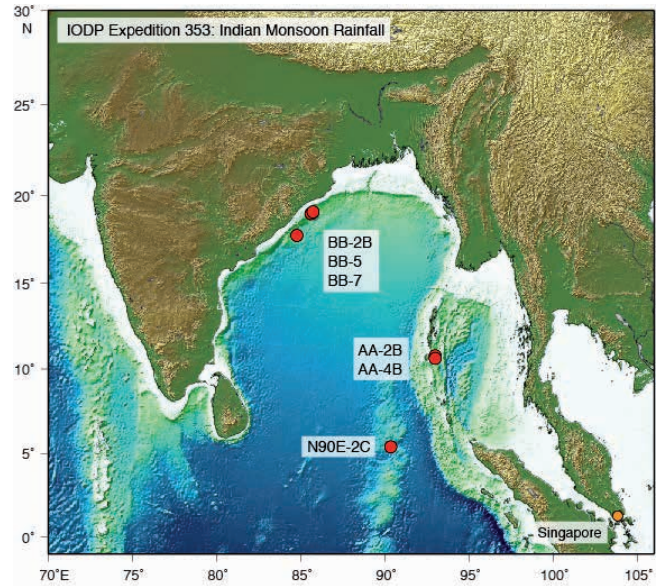 30°
N
IODP Expedition 353: Indian Monsoon Rainfall
25°
20°
BB-2B
BB-5
BB-7
15°
AA-2B
AA-4B
10°
N90E-2C
5°
Singapore
0°
70°E
75°
80°
85°
90°
95°
100°
105°